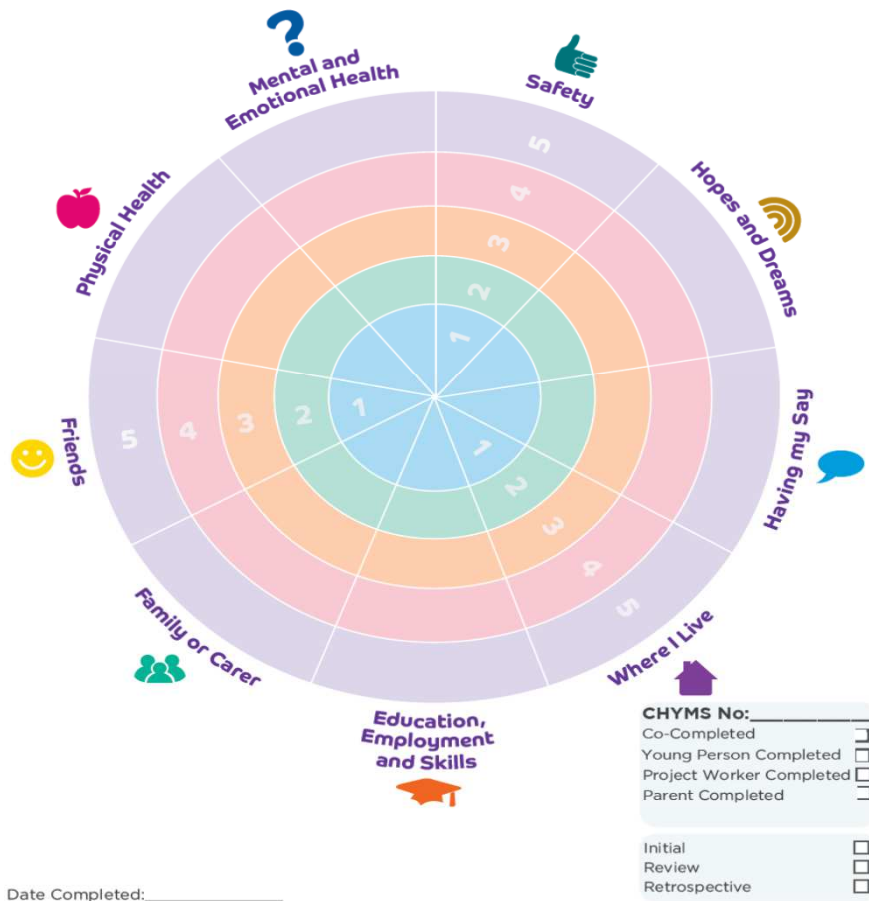 Mental and
Emotional Health
Safety
Hopes and Dreams
Having my Say
Where I Live
Education,
Employment
and Skills
Family or Carer
Friends
Physical Health
5
4
3
2
1
5 4 3 2 1
1
2
3
4
5
CHYMS No:___________
Co-Completed
Young Person Completed
Project Worker Completed
Parent Completed
Initial
Review
Retrospective
Date Completed:________________